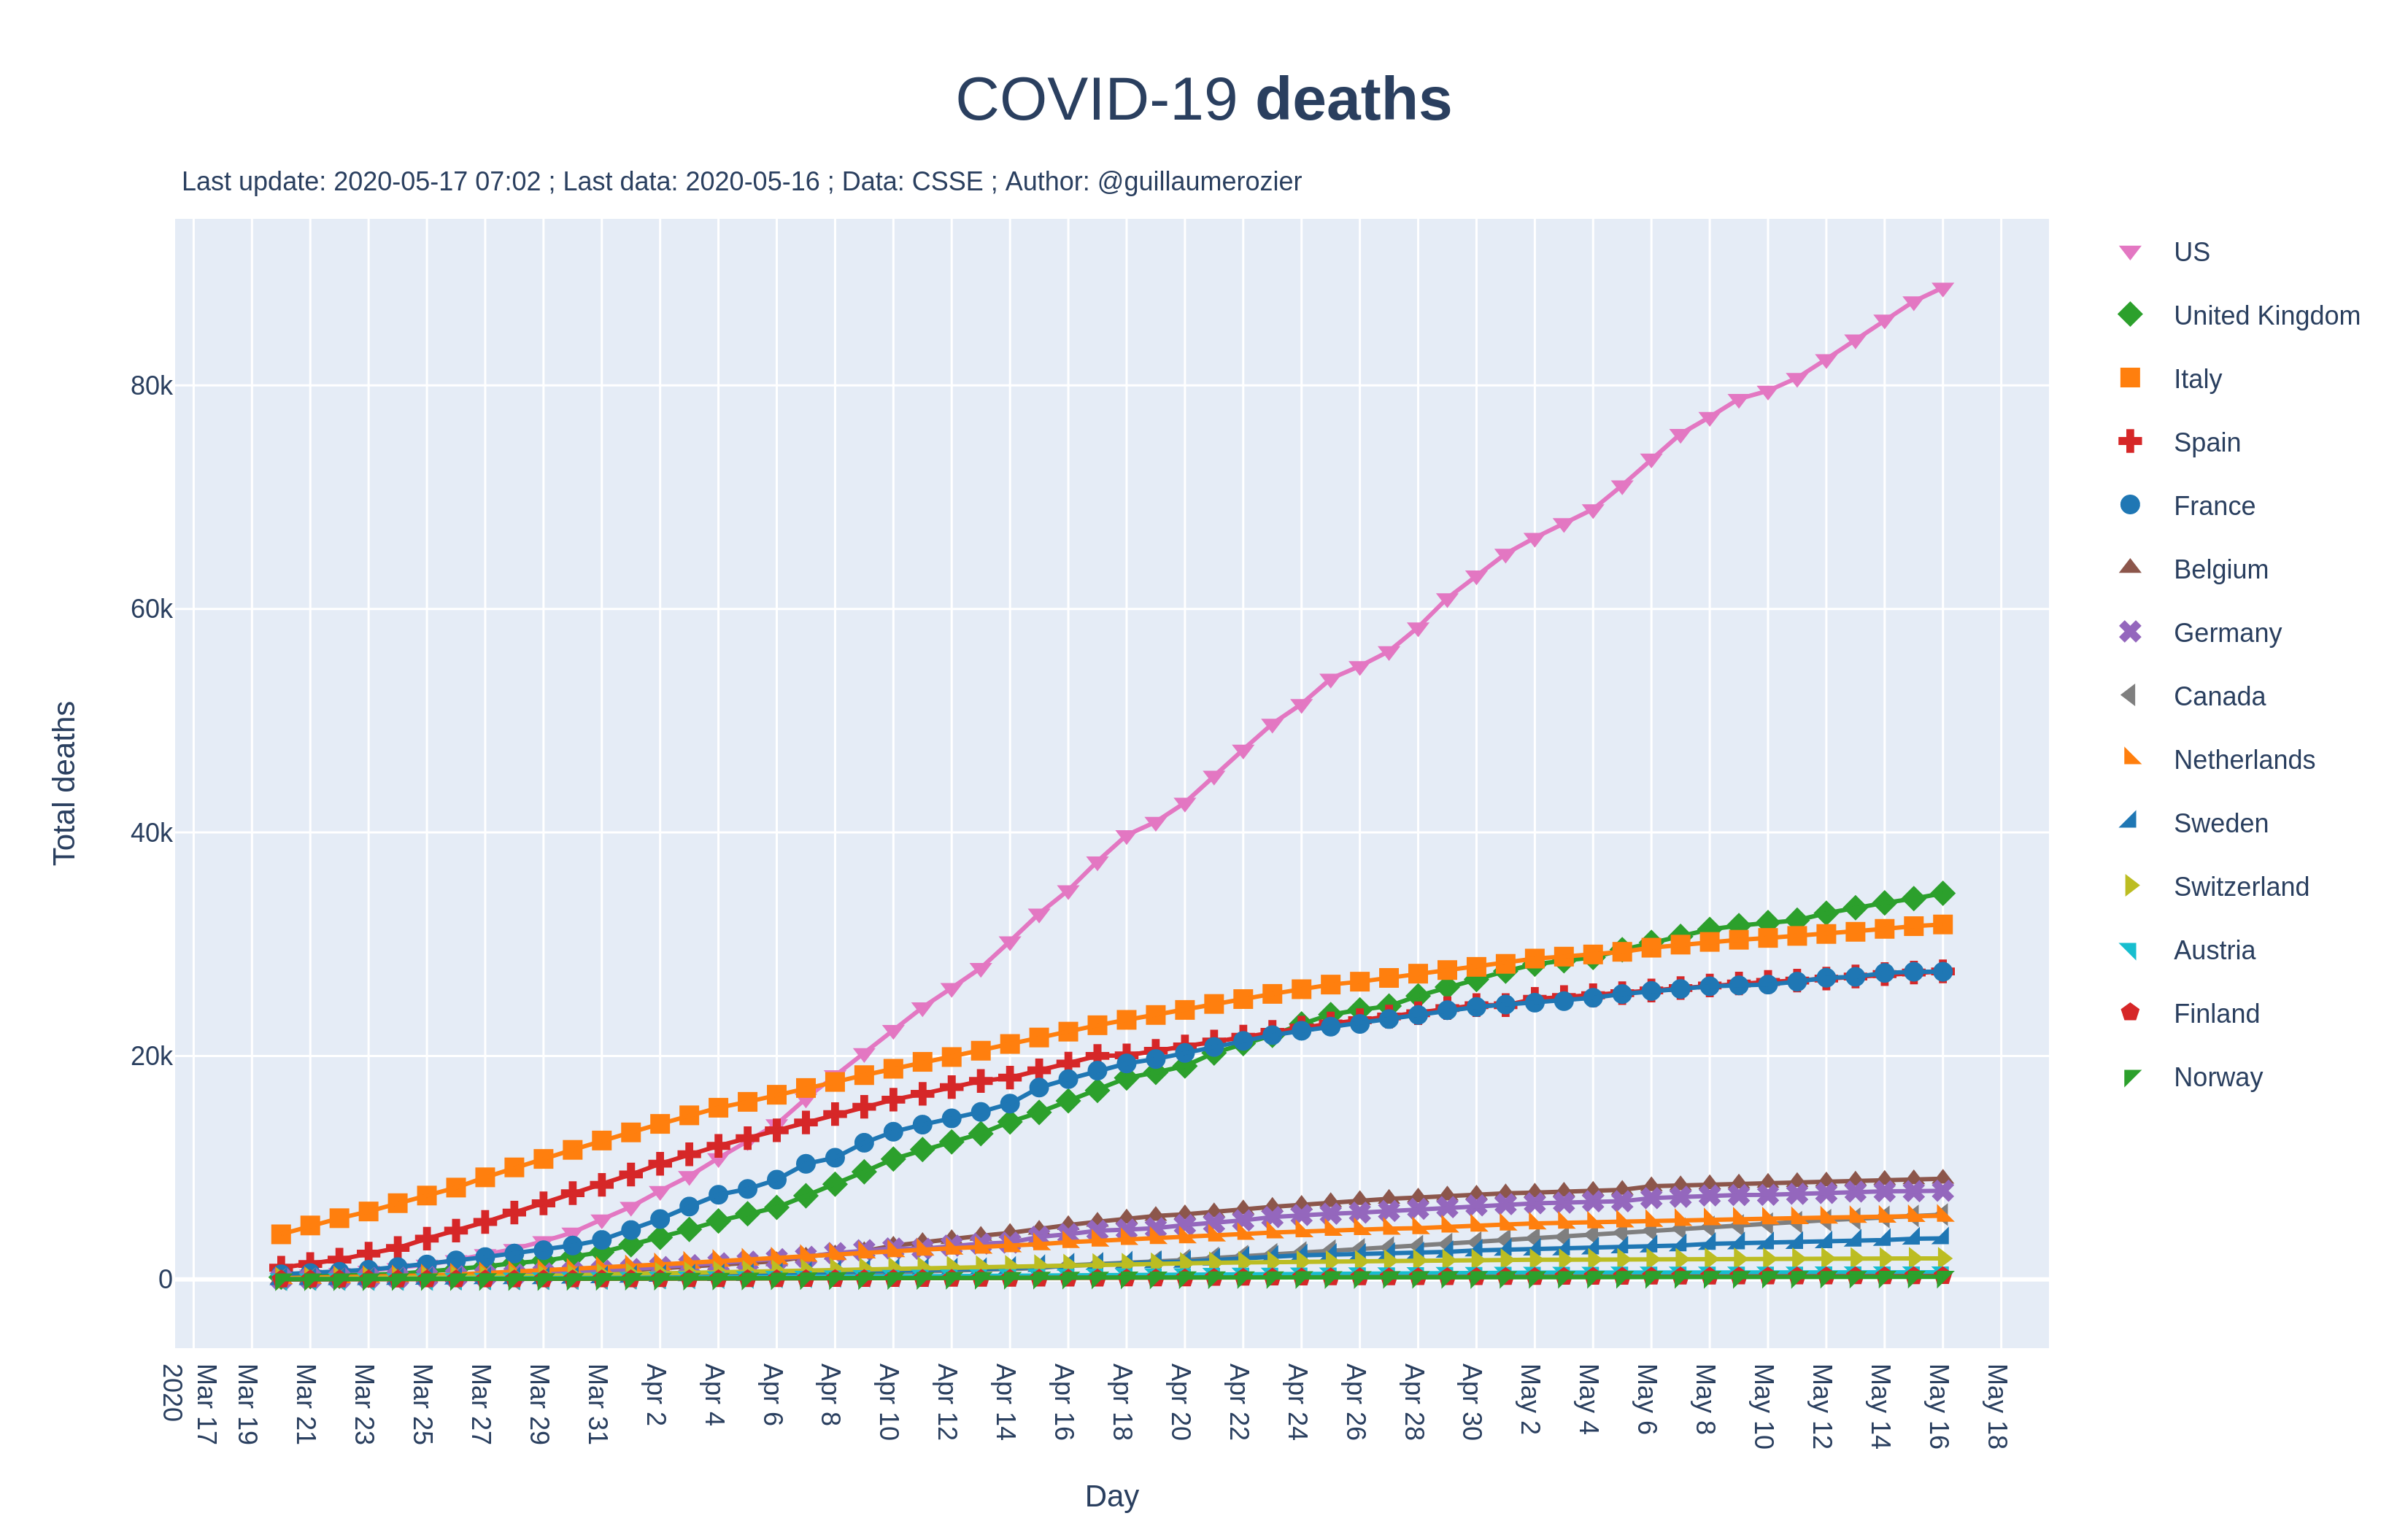 COVID-19 deaths
Last update: 2020-05-17 07:02 ; Last data: 2020-05-16 ; Data: CSSE ; Author: @guillaumerozier
Total deaths
80k
60k
40k
20k
0
Mar 17
2020
Mar 19
Mar 21
Mar 23
Mar 25
Mar 27
Mar 29
Mar 31
Apr 2
Apr 4
Apr 6
Apr 8
Apr 10
Apr 12
Apr 14
Apr 16
Apr 18
Apr 20
Apr 22
Apr 24
Apr 26
Apr 28
Apr 30
May 2
May 4
May 6
May 8
May 10
May 12
May 14
May 16
May 18
Day
US
United Kingdom
Italy
Spain
France
Belgium
Germany
Canada
Netherlands
Sweden
Switzerland
Austria
Finland
Norway